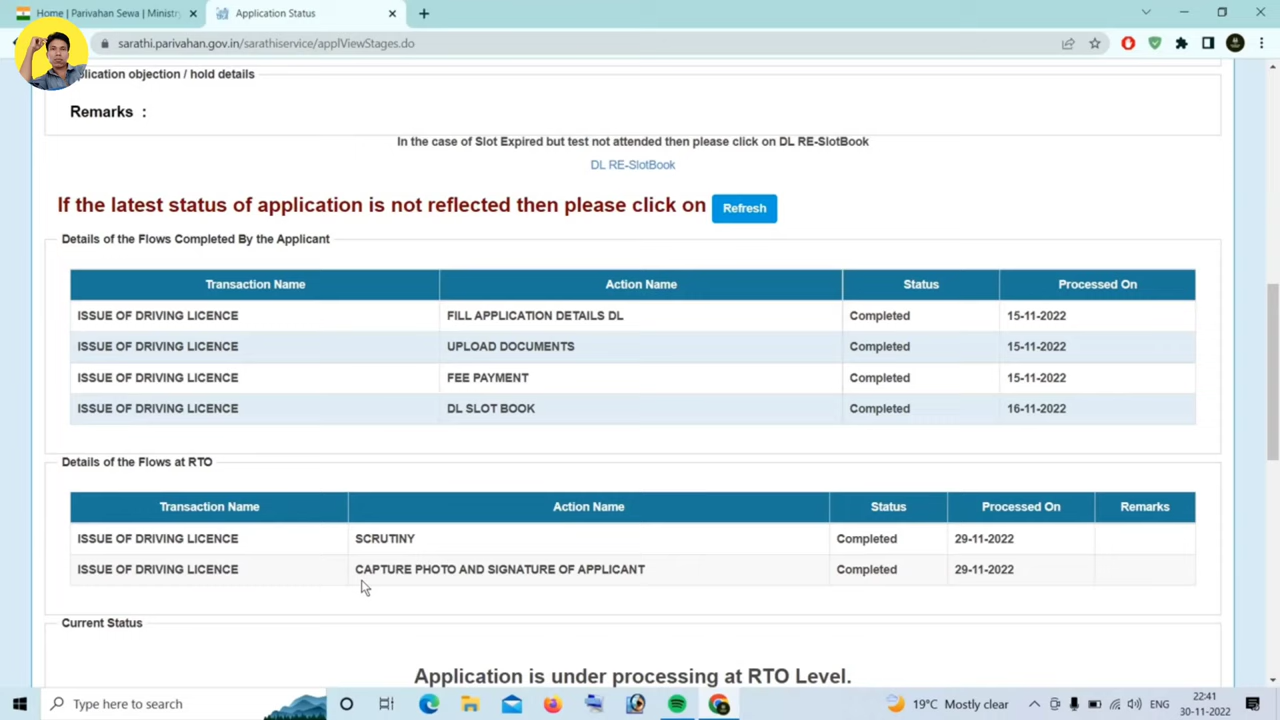 Home | Parivahan Sewa | Ministry
Application Status
sarathi.parivahan.gov.in/sarathiservice/applViewStages.do
plication objection / hold details
Remarks :
In the case of Slot Expired but test not attended then please click on DL RE-SlotBook
DL RE-SlotBook
If the latest status of application is not reflected then please click on Refresh
Details of the Flows Completed By the Applicant
Transaction Name Action Name Status Processed On
ISSUE OF DRIVING LICENCE FILL APPLICATION DETAILS DL Completed 15-11-2022
ISSUE OF DRIVING LICENCE UPLOAD DOCUMENTS Completed 15-11-2022
ISSUE OF DRIVING LICENCE FEE PAYMENT Completed 15-11-2022
ISSUE OF DRIVING LICENCE DL SLOT BOOK Completed 16-11-2022
Details of the Flows at RTO
Transaction Name Action Name Status Processed On Remarks
ISSUE OF DRIVING LICENCE SCRUTINY Completed 29-11-2022
ISSUE OF DRIVING LICENCE CAPTURE PHOTO AND SIGNATURE OF APPLICANT Completed 29-11-2022
Current Status
Application is under processing at RTO Level.
Type here to search
19°C Mostly clear
ENG
22:41
30-11-2022